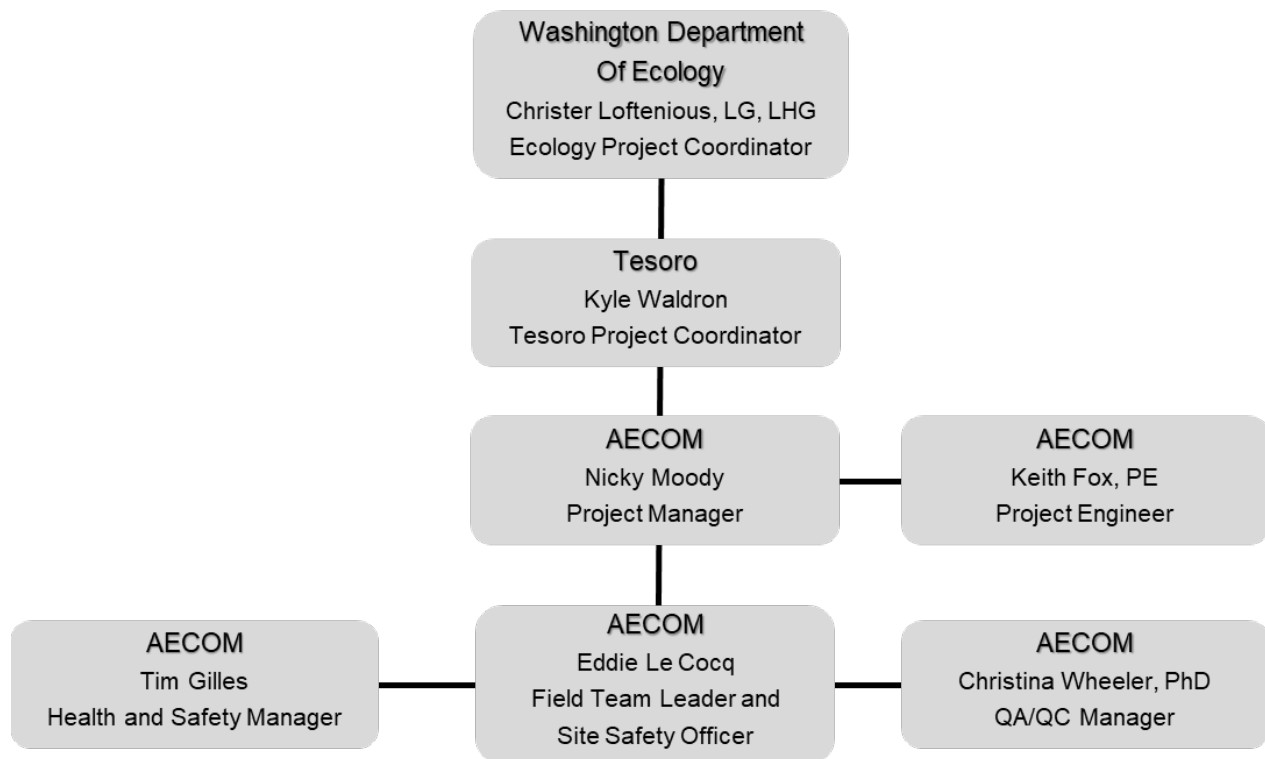 Washington Department
Of Ecology
Christer Loftenious, LG, LHG
Ecology Project Coordinator
Tesoro
Kyle Waldron
Tesoro Project Coordinator
AECOM
Nicky Moody
Project Manager
AECOM
Keith Fox, PE
Project Engineer
AECOM
Tim Gilles
Health and Safety Manager
AECOM
Eddie Le Cocq
Field Team Leader and
Site Safety Officer
AECOM
Christina Wheeler, PhD
QA/QC Manager